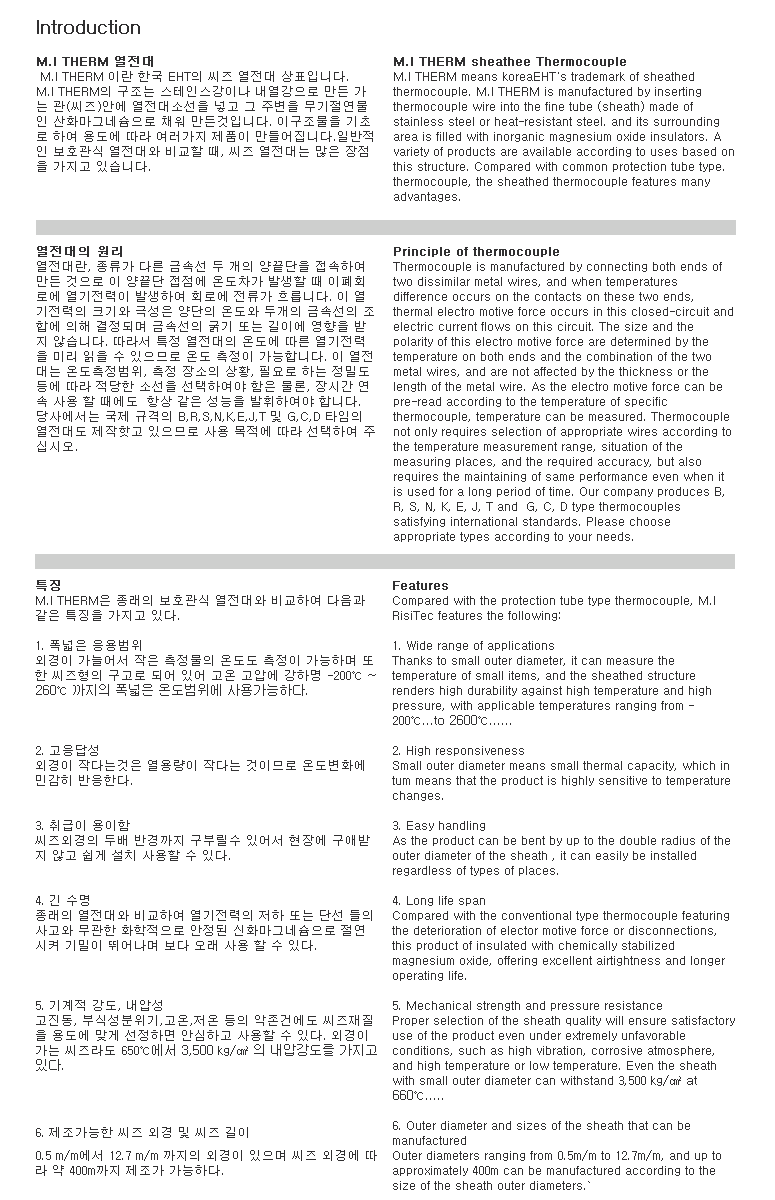 Introduction
M.I THERM 열전대
M.I THERM 이란 한국 EHT의 씨즈 열전대 상표입니다.
M.I THERM의 구조는 스테인스강이나 내열강으로 만든 가
는 관(씨즈)안에 열전대소선을 넣고 그 주변을 무기절연물
인 산화마그네슘으로 채워 만든것입니다. 이구조물을 기초
로 하여 용도에 따라 여러가지 제품이 만들어집니다.일반적
인 보호관식 열전대와 비교할 때, 씨즈 열전대는 많은 장점
을 가지고 있습니다.
M.I THERM sheathee Thermocouple
M.I THERM means koreaEHT's trademark of sheathed
thermocouple. M.I THERM is manufactured by inserting
thermocouple wire into the fine tube (sheath) made of
stainless steel or heat-resistant steel. and its surrounding
area is filled with inorganic magnesium oxide insulators. A
variety of products are available according to uses based on
this structure. Compared with common protection tube type.
thermocouple, the sheathed thermocouple features many
advantages.
열전대의 원리
열전대란, 종류가 다른 금속선 두 개의 양끝단을 접속하여
만든 것으로 이 양끝단 접점에 온도차가 발생할 때 이폐회
로에 열기전력이 발생하여 회로에 전류가 흐릅니다. 이 열
기전력의 크기와 극성은 양단의 온도와 두개의 금속선의 조
합에 의해 결정되며 금속선의 굵기 또는 길이에 영향을 받
지 않습니다. 따라서 특정 열전대의 온도에 따른 열기전력
을 미리 읽을 수 있으므로 온도 측정이 가능합니다. 이 열전
대는 온도측정범위, 측정 장소의 상황, 필요로 하는 정밀도
등에 따라 적당한 소선을 선택하여야 함은 물론, 장시간 연
속 사용 할 때에도 향상 같은 성능을 발휘하여야 합니다.
당사에서는 국제 규격의 B,R,S,N,K,E,J,T 및 G,C,D 타임의
열전대도 제작핫고 있으므로 사용 목적에 따라 선택하여 주
십시오.
Principle of thermocouple
Thermocouple is manufactured by connecting both ends of
two dissimilar metal wires, and when temperatures
difference occurs on the contacts on these two ends,
thermal electro motive force occurs in this closed-circuit and
electric current flows on this circuit. The size and the
polarity of this electro motive force are determined by the
temperature on both ends and the combination of the two
metal wires, and are not affected by the thickness or the
length of the metal wire. As the electro motive force can be
pre-read according to the temperature of specific
thermocouple, temperature can be measured. Thermocouple
not only requires selection of appropriate wires according to
the temperature measurement range, situation of the
measuring places, and the required accuracy, but also
requires the maintaining of same performance even when it
is used for a long period of time. Our company produces B,
R, S, N, K, E, J, T and G, C, D type thermocouples
satisfying international standards. Please choose
appropriate types according to your needs.
특징
M.I THERM은 종래의 보호관식 열전대와 비교하여 다음과
같은 특징을 가지고 있다.
1. 폭넓은 응용범위
외경이 가늘어서 작은 측정물의 온도도 측정이 가능하며 또
한 씨즈형의 구고로 되어 있어 고온 고압에 강하명 -200℃ ~
260℃ 까지의 폭넓은 온도범위에 사용가능하다.
2. 고응답성
외경이 작다는것은 열용량이 작다는 것이므로 온도변화에
민감히 반응한다.
3. 취급이 용이함
씨즈외경의 두배 반경까지 구부릴수 있어서 현장에 구애받
지 않고 쉽게 설치 사용할 수 있다.
4. 긴 수명
종래의 열전대와 비교하여 열기전력의 저하 또는 단선 들의
사고와 무관한 화학적으로 안정된 신화마그네슘으로 절연
시켜 기밀이 뛰어나며 보다 오래 사용 할 수 있다.
5. 기계적 강도, 내압성
고진동, 부식성분위기,고온,저온 등의 악존건에도 씨즈재질
을 용도에 맞게 선정하면 안심하고 사용할 수 있다. 외경이
가는 씨즈라도 650℃에서 3,500 kg/㎠ 의 내압강도를 가지고
있다.
6. 제조가능한 씨즈 외경 및 씨즈 길이
0.5 m/m에서 12.7 m/m 까지의 외경이 있으며 씨즈 외경에 따
라 약 400m까지 제조가 가능하다.
Features
Compared with the protection tube type thermocouple, M.I
RisiTec features the following:
1. Wide range of applications
Thanks to small outer diameter, it can measure the
temperature of small items, and the sheathed structure
renders high durability against high temperature and high
pressure, with applicable temperatures ranging from -
200℃...to 2600℃......
2. High responsiveness
Small outer diameter means small thermal capacity, which in
tum means that the product is highly sensitive to temperature
changes.
3. Easy handling
As the product can be bent by up to the double radius of the
outer diameter of the sheath , it can easily be installed
regardless of types of places.
4. Long life span
Compared with the conventional type thermocouple featuring
the deterioration of elector motive force or disconnections,
this product of insulated with chemically stabilized
magnesium oxide, offering excellent airtightness and longer
operating life.
5. Mechanical strength and pressure resistance
Proper selection of the sheath quality will ensure satisfactory
use of the product even under extremely unfavorable
conditions, such as high vibration, corrosive atmosphere,
and high temperature or low temperature. Even the sheath
with small outer diameter can withstand 3,500 kg/㎠ at
660℃.....
6. Outer diameter and sizes of the sheath that can be
manufactured
Outer diameters ranging from 0.5m/m to 12.7m/m, and up to
approximately 400m can be manufactured according to the
size of the sheath outer diameters.`